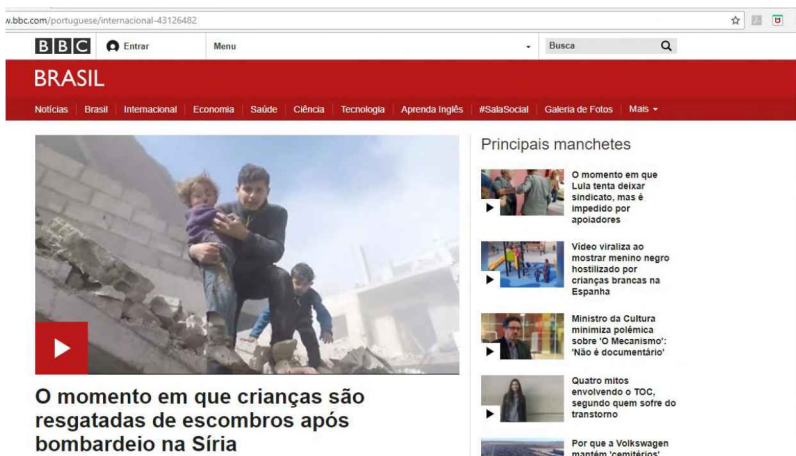 w.bbc.com/portuguese/internacional-43126482
BBC Entrar Menu Busca
BRASIL
Notícias Brasil Internacional Economia Saúde Ciência Tecnologia Aprenda Inglês #SalaSocial Galeria de Fotos Mais
O momento em que crianças são
resgatadas de escombros após
bombardeio na Síria
Principais manchetes
O momento em que
Lula tenta deixar
sindicato, mas é
impedido por
apoiadores
Vídeo viraliza ao
mostrar menino negro
hostilizado por
crianças brancas na
Espanha
Ministro da Cultura
minimiza polêmica
sobre 'O Mecanismo':
'Não é documentário'
Quatro mitos
envolvendo o TOC,
segundo quem sofre do
transtorno
Por que a Volkswagen
mantém 'cemitérios'